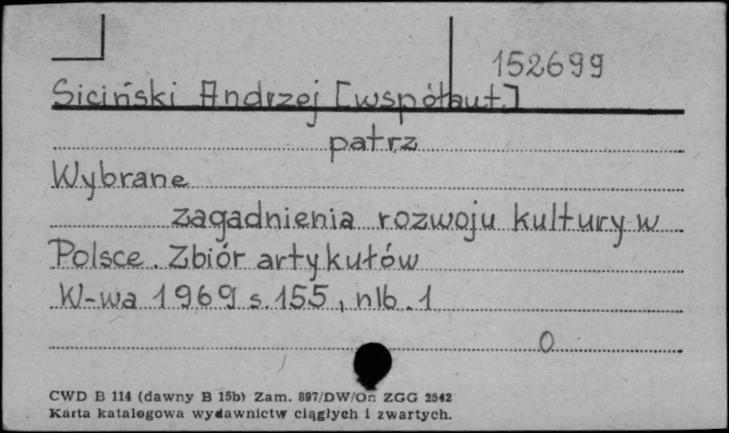 152699
Siciński Andrzej [współaut.]
patrz
Wybrane
zagadnienia rozwoju kultury w
Polsce. Zbiór artykułów
W-wa 1969 s. 155, nlb. 1
0
CWD B 114 (dawny B 15b) Zam. 897/DW/On ZGG 2542
Karta katalogowa wydawnictw ciągłych i zwartych.